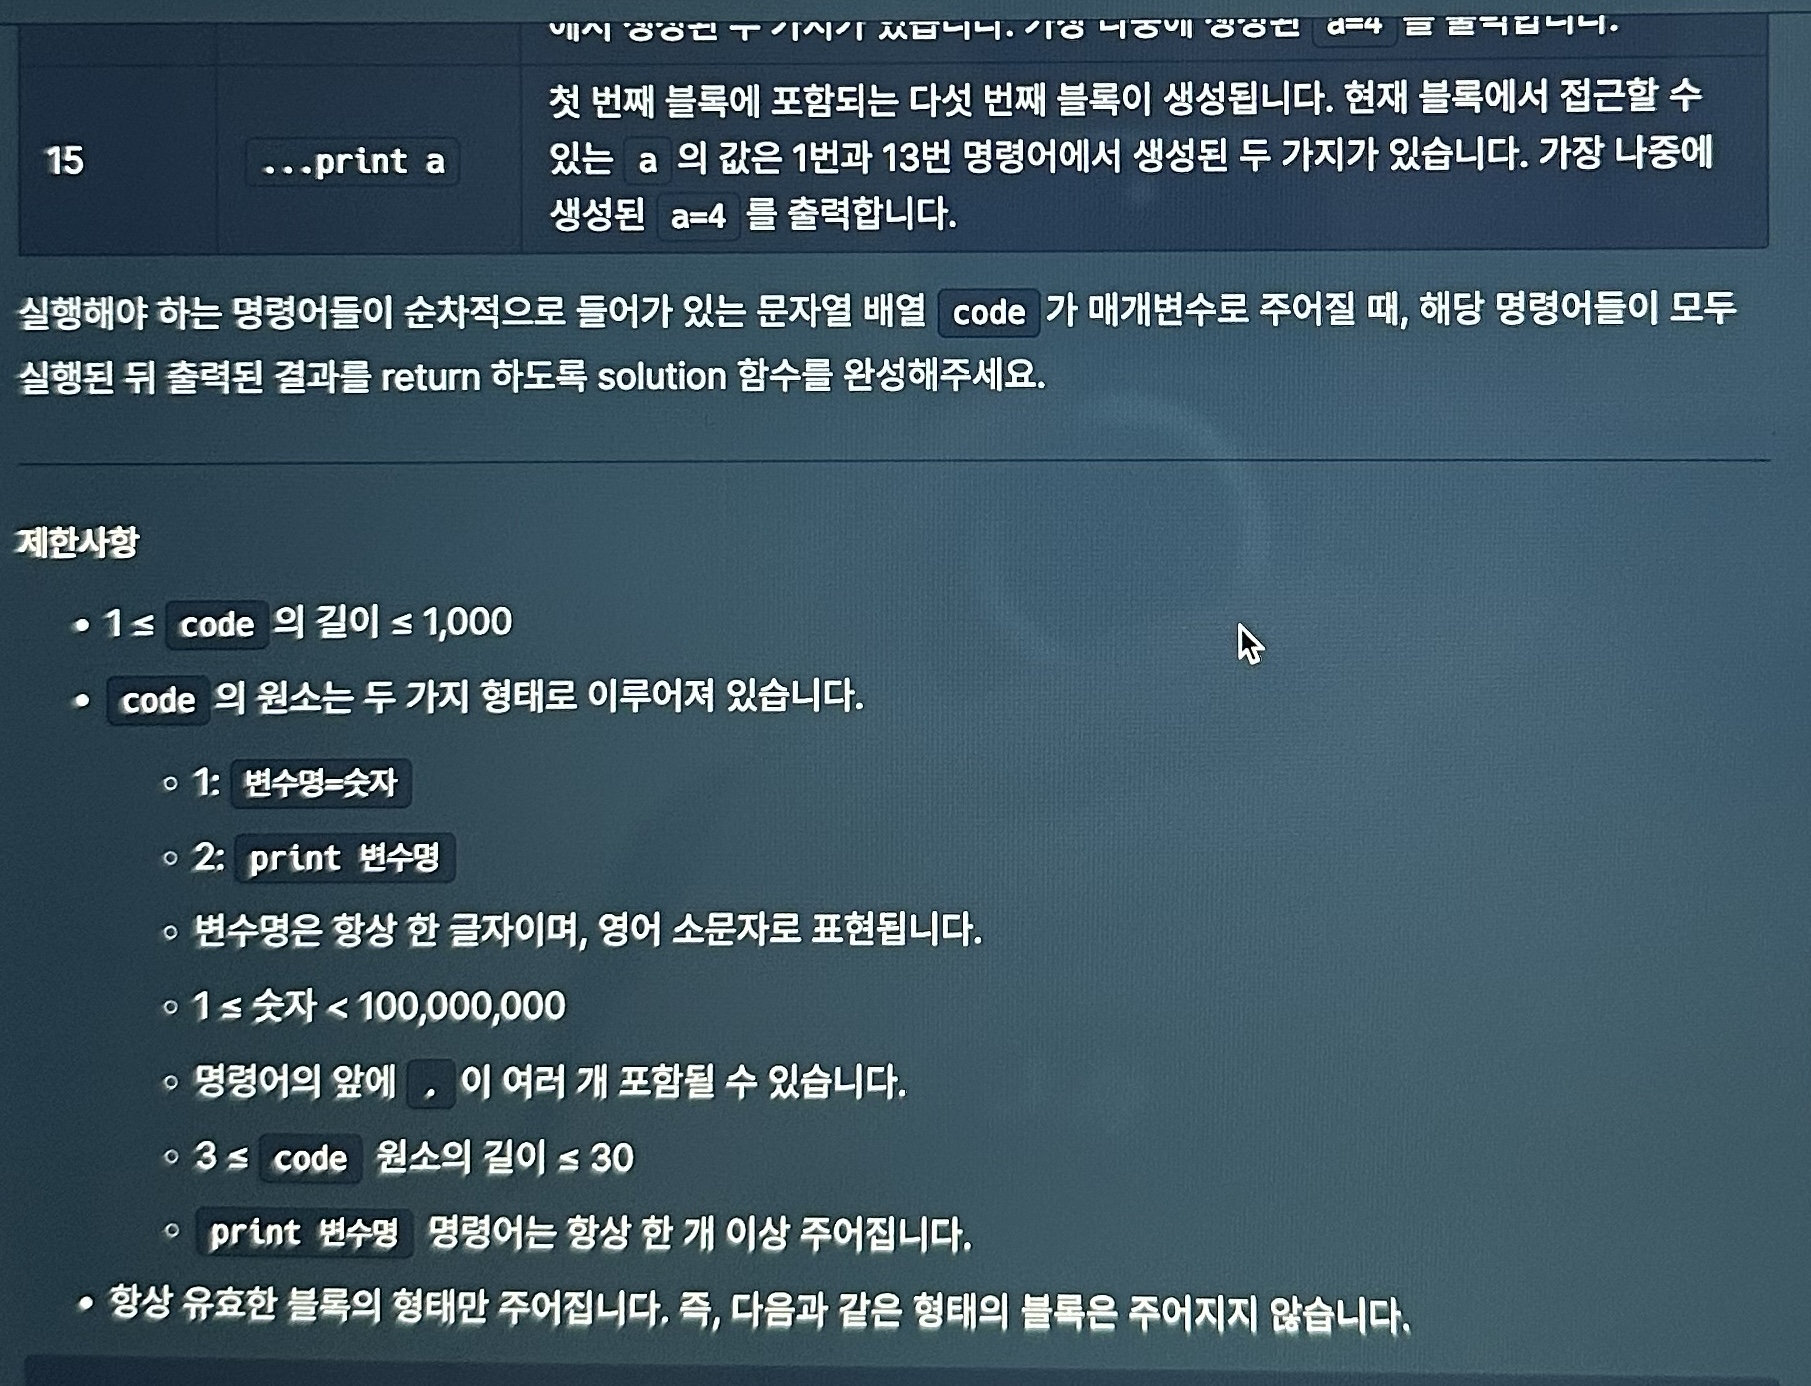 에서 생성된 두 가지가 있습니다. 가장 나중에 생성된 a=4 를 출력합니다.
첫 번째 블록에 포함되는 다섯 번째 블록이 생성됩니다. 현재 블록에서 접근할 수
15 ...print a 있는 a 의 값은 1번과 13번 명령어에서 생성된 두 가지가 있습니다. 가장 나중에
생성된 a=4 를 출력합니다.
실행해야 하는 명령어들이 순차적으로 들어가 있는 문자열 배열 code 가 매개변수로 주어질 때, 해당 명령어들이 모두
실행된 뒤 출력된 결과를 return 하도록 solution 함수를 완성해주세요.
제한사항
• 1 ≤ code 의 길이 ≤ 1,000
• code 의 원소는 두 가지 형태로 이루어져 있습니다.
◦ 1: 변수명=숫자
◦ 2: print 변수명
◦ 변수명은 항상 한 글자이며, 영어 소문자로 표현됩니다.
◦ 1 ≤ 숫자 < 100,000,000
◦ 명령어의 앞에 . 이 여러 개 포함될 수 있습니다.
◦ 3 ≤ code 원소의 길이 ≤ 30
◦ print 변수명 명령어는 항상 한 개 이상 주어집니다.
• 항상 유효한 블록의 형태만 주어집니다. 즉, 다음과 같은 형태의 블록은 주어지지 않습니다.